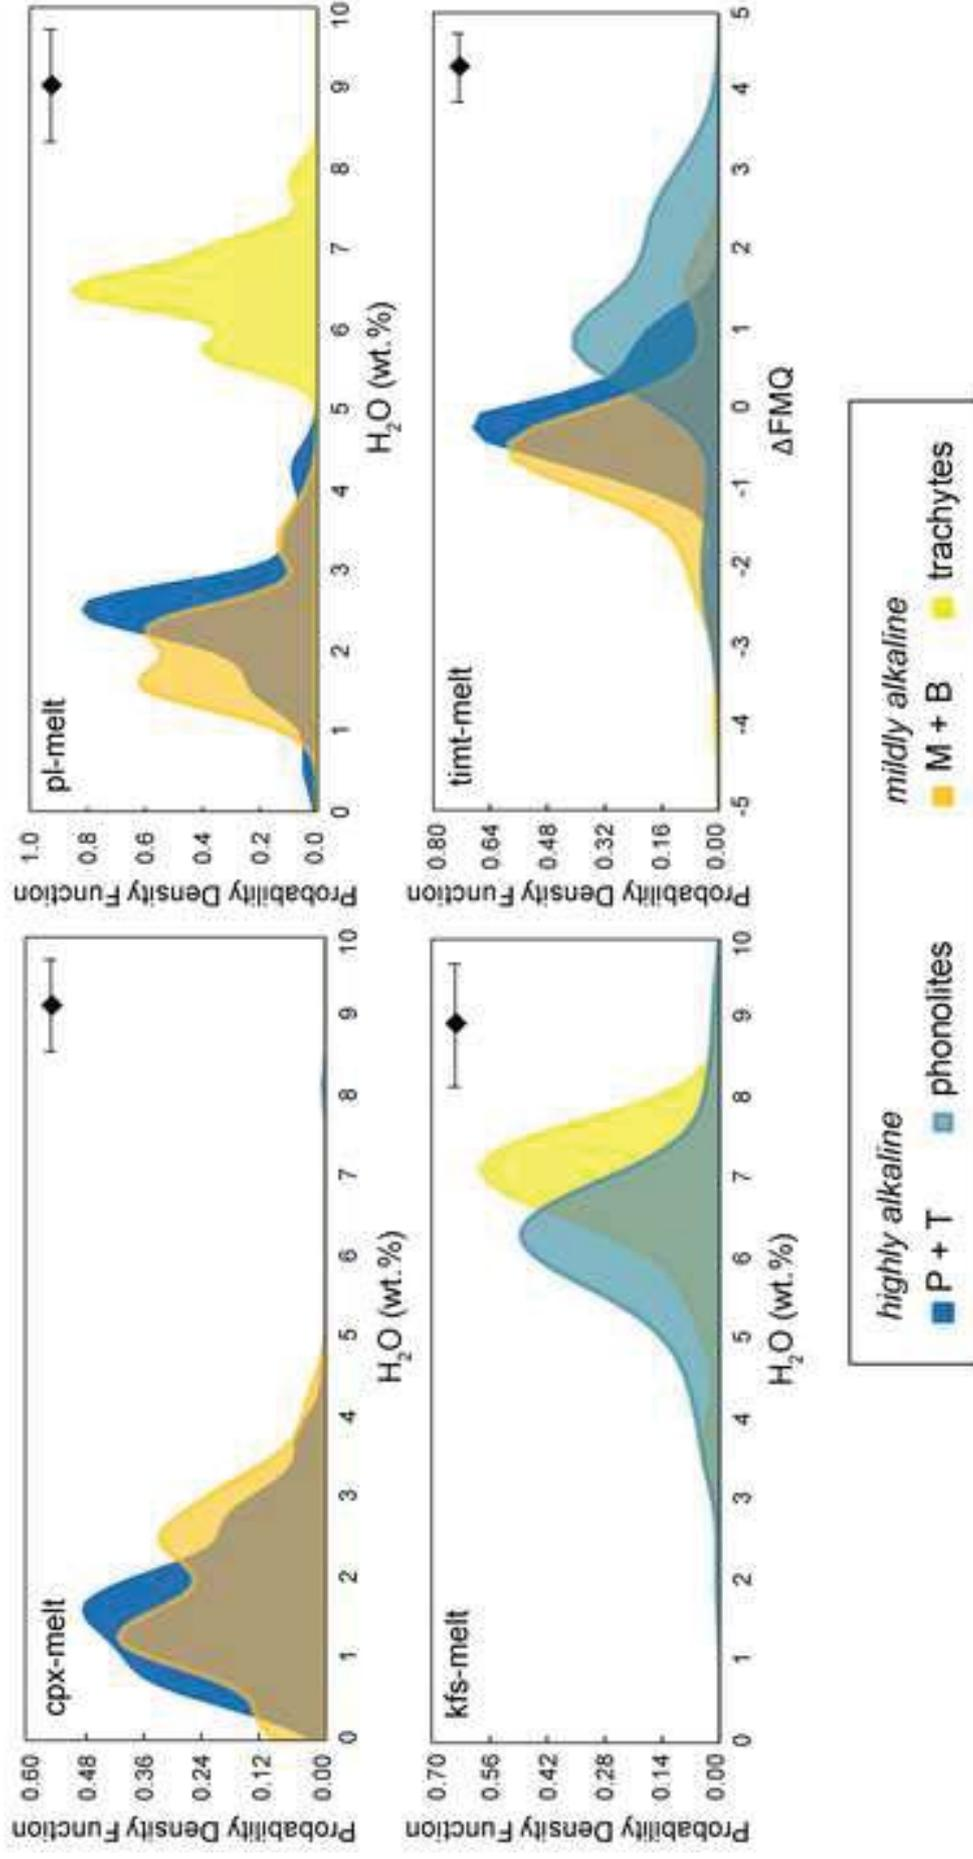 cpx-melt
Probability Density Function
0.60
0.48
0.36
0.24
0.12
0.00
0 1 2 3 4 5 6 7 8 9 10
H₂O (wt.%)
pl-melt
Probability Density Function
1.0
0.8
0.6
0.4
0.2
0.0
0 1 2 3 4 5 6 7 8 9 10
H₂O (wt.%)
kfs-melt
Probability Density Function
0.70
0.56
0.42
0.28
0.14
0.00
0 1 2 3 4 5 6 7 8 9 10
H₂O (wt.%)
timt-melt
Probability Density Function
0.80
0.64
0.48
0.32
0.16
0.00
-5 -4 -3 -2 -1 0 1 2 3 4 5
ΔFMQ
highly alkaline mildly alkaline
P + T phonolites M + B trachytes